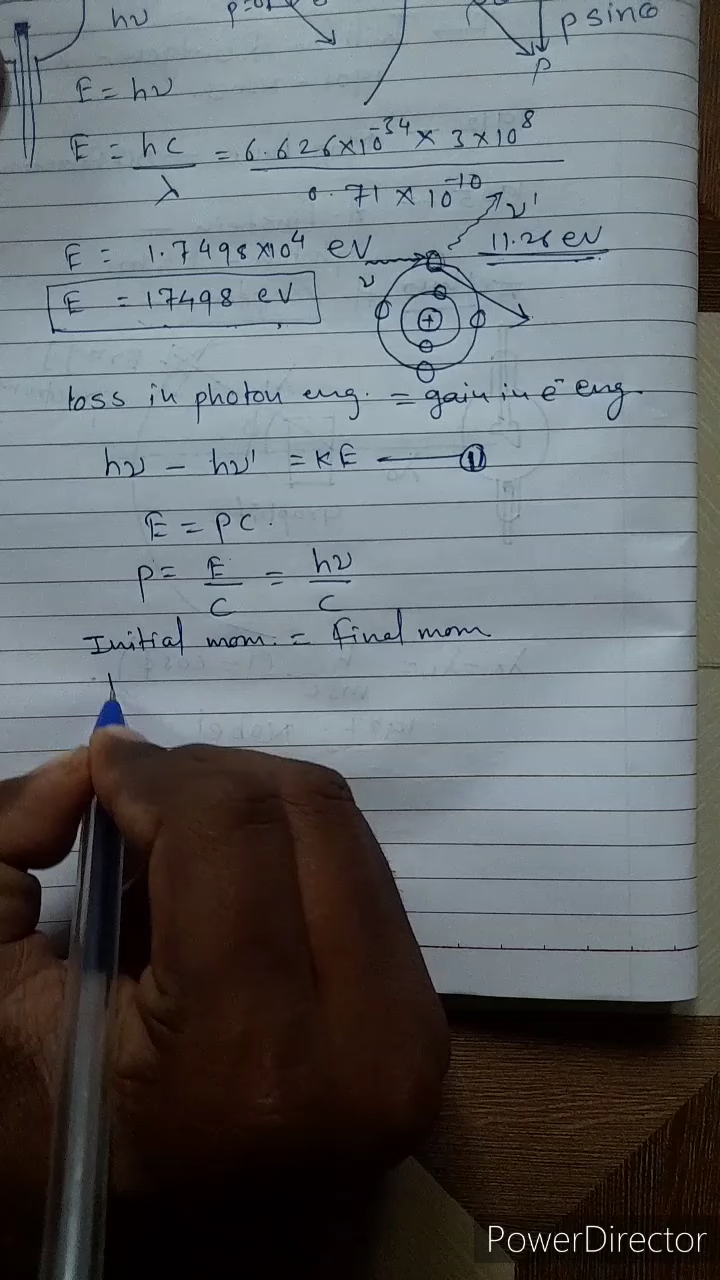 hν
p sinθ
p
E = hν
E = hc/λ = 6.626×10⁻³⁴ × 3×10⁸ / 0.71 × 10⁻¹⁰
E = 1.7498×10⁴ eV
ν
ν'
11.26 eV
E = 17498 eV
+
loss in photon eng. = gain in e⁻ eng.
hν - hν' = KE ①
E = PC.
P = E/C = hν/C
Initial mom. = final mom
PowerDirector